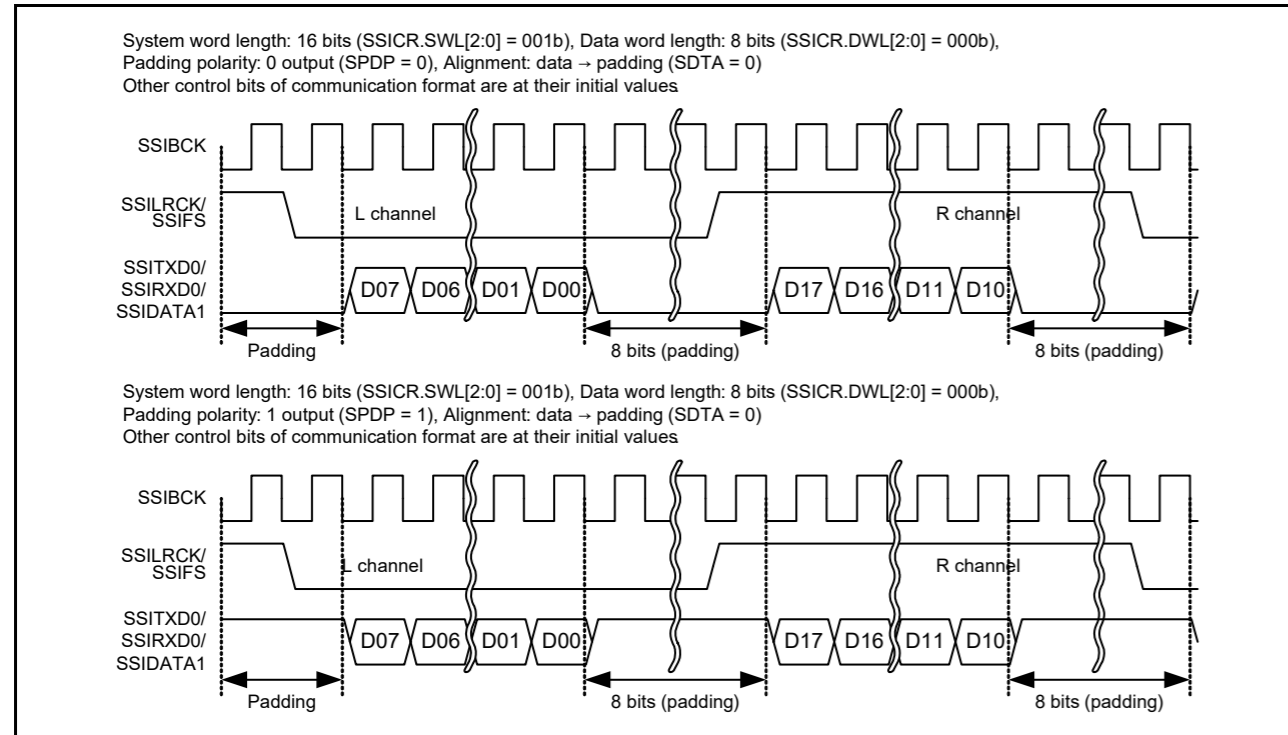 System word length: 16 bits (SSICR.SWL[2:0] = 001b), Data word length: 8 bits (SSICR.DWL[2:0] = 000b),
Padding polarity: 0 output (SPDP = 0), Alignment: data → padding (SDTA = 0)
Other control bits of communication format are at their initial values.
SSIBCK
SSILRCK/
SSIFS
L channel
R channel
SSITXD0/
SSIRXD0/
SSIDATA1
D07 D06 D01 D00 D17 D16 D11 D10
Padding
8 bits (padding)
8 bits (padding)
System word length: 16 bits (SSICR.SWL[2:0] = 001b), Data word length: 8 bits (SSICR.DWL[2:0] = 000b),
Padding polarity: 1 output (SPDP = 1), Alignment: data → padding (SDTA = 0)
Other control bits of communication format are at their initial values.
SSIBCK
SSILRCK/
SSIFS
L channel
R channel
SSITXD0/
SSIRXD0/
SSIDATA1
D07 D06 D01 D00 D17 D16 D11 D10
Padding
8 bits (padding)
8 bits (padding)